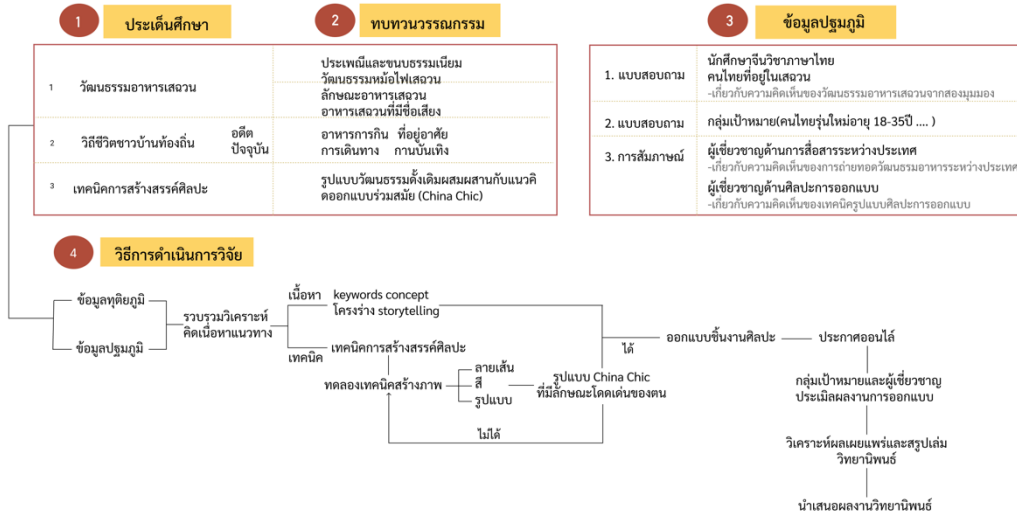 1 ประเด็นศึกษา
2 ทบทวนวรรณกรรม
1 วัฒนธรรมอาหารเสฉวน
ประเพณีและขนบธรรมเนียม
วัฒนธรรมหม้อไฟเสฉวน
ลักษณะอาหารเสฉวน
อาหารเสฉวนที่มีชื่อเสียง
2 วิถีชีวิตชาวบ้านท้องถิ่น
อดีต
ปัจจุบัน
อาหารการกิน ที่อยู่อาศัย
การเดินทาง กานบันเทิง
3 เทคนิคการสร้างสรรค์ศิลปะ
รูปแบบวัฒนธรรมดั้งเดิมผสมผสานกับแนวคิ
ดออกแบบร่วมสมัย (China Chic)
3 ข้อมูลปฐมภูมิ
1. แบบสอบถาม
นักศึกษาจีนวิชาภาษาไทย
คนไทยที่อยู่ในเสฉวน
-เกี่ยวกับความคิดเห็นของวัฒนธรรมอาหารเสฉวนจากสองมุมมอง
2. แบบสอบถาม
กลุ่มเป้าหมาย(คนไทยรุ่นใหม่อายุ 18-35ปี .... )
3. การสัมภาษณ์
ผู้เชี่ยวชาญด้านการสื่อสารระหว่างประเทศ
-เกี่ยวกับความคิดเห็นของการถ่ายทอดวัฒนธรรมอาหารระหว่างประเทศ
ผู้เชี่ยวชาญด้านศิลปะการออกแบบ
-เกี่ยวกับความคิดเห็นของเทคนิครูปแบบศิลปะการออกแบบ
4 วิธีการดำเนินการวิจัย
ข้อมูลทุติยภูมิ
ข้อมูลปฐมภูมิ
รวบรวมวิเคราะห์
คิดเนื้อหาแนวทาง
เนื้อหา
keywords concept
โครงร่าง storytelling
เทคนิค
เทคนิคการสร้างสรรค์ศิลปะ
ทดลองเทคนิคสร้างภาพ
ลายเส้น
สี
รูปแบบ
รูปแบบ China Chic
ที่มีลักษณะโดดเด่นของตน
ไม่ได้
ได้
ออกแบบชิ้นงานศิลปะ
ประกาศออนไล์
กลุ่มเป้าหมายและผู้เชี่ยวชาญ
ประเมิลผลงานการออกแบบ
วิเคราะห์ผลเผยแพร่และสรูปเล่ม
วิทยานิพนธ์
นำเสนอผลงานวิทยานิพนธ์